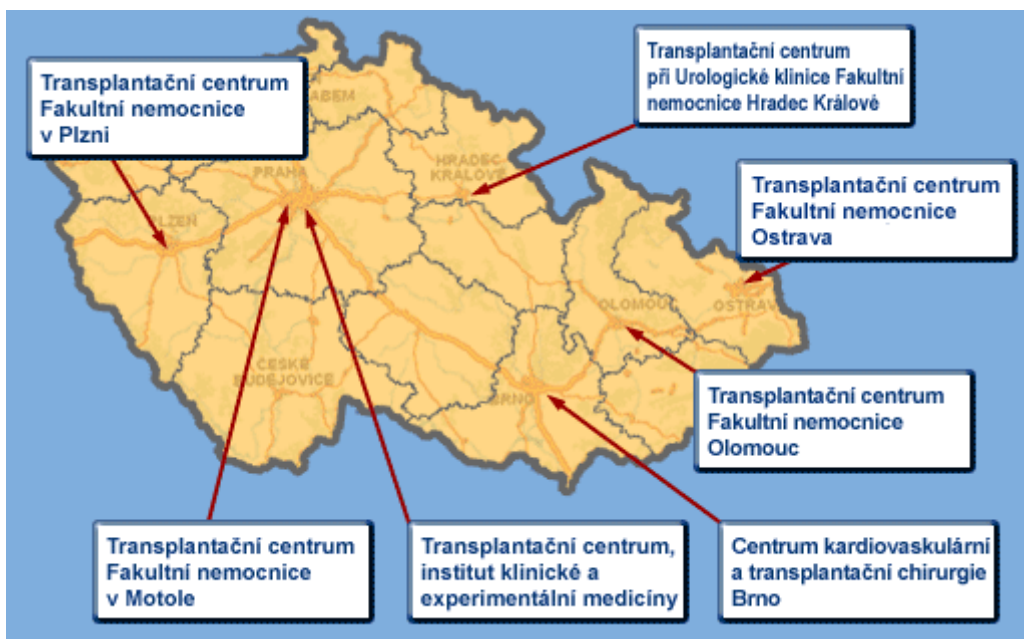 Transplantační centrum
Fakultní nemocnice
v Plzni
Transplantační centrum
při Urologické klinice Fakultní
nemocnice Hradec Králové
ABEM
PRAHA
HRADEC
KRÁLOVÉ
Transplantační centrum
Fakultní nemocnice
Ostrava
PLZEŇ
OLOMOUC
OSTRAV
ČESKÉ
BUDĚJOVICE
BRNO
Transplantační centrum
Fakultní nemocnice
Olomouc
Transplantační centrum
Fakultní nemocnice
v Motole
Transplantační centrum,
institut klinické a
experimentální medicíny
Centrum kardiovaskulární
a transplantační chirurgie
Brno